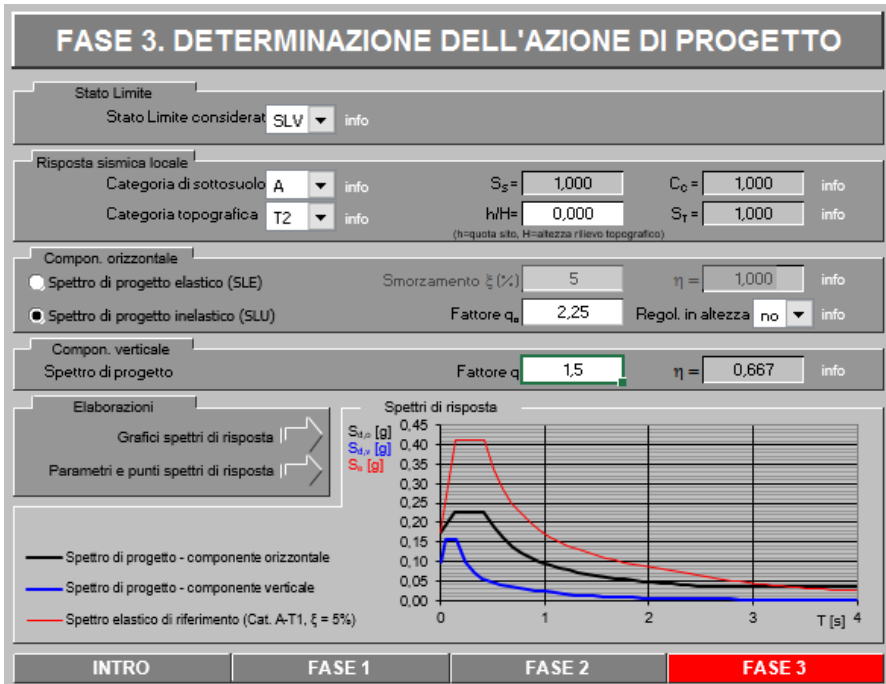 FASE 3. DETERMINAZIONE DELL'AZIONE DI PROGETTO
Stato Limite
Stato Limite considerat SLV info
Risposta sismica locale
Categoria di sottosuolo A info S_S = 1,000 C_C = 1,000 info
Categoria topografica T2 info h/H= 0,000 S_T = 1,000 info
(h=quota sito, H=altezza rilievo topografico)
Compon. orizzontale
Spettro di progetto elastico (SLE) Smorzamento ξ (%) 5 η = 1,000 info
Spettro di progetto inelastico (SLU) Fattore q₀ 2,25 Regol. in altezza no info
Compon. verticale
Spettro di progetto Fattore q 1,5 η = 0,667 info
Elaborazioni
Grafici spettri di risposta
Parametri e punti spettri di risposta
Spettri di risposta
S_d,o [g]
S_d,v [g]
S_e [g]
0,45
0,40
0,35
0,30
0,25
0,20
0,15
0,10
0,05
0,00
0 1 2 3 T [s] 4
Spettro di progetto - componente orizzontale
Spettro di progetto - componente verticale
Spettro elastico di riferimento (Cat. A-T1, ξ = 5%)
INTRO FASE 1 FASE 2 FASE 3